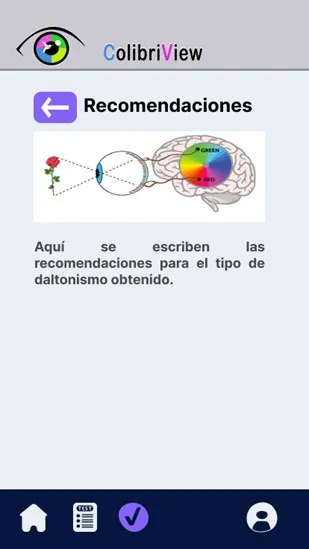 ColibriView
Recomendaciones
GREEN
RED
Aquí se escriben las
recomendaciones para el tipo de
daltonismo obtenido.
TEST